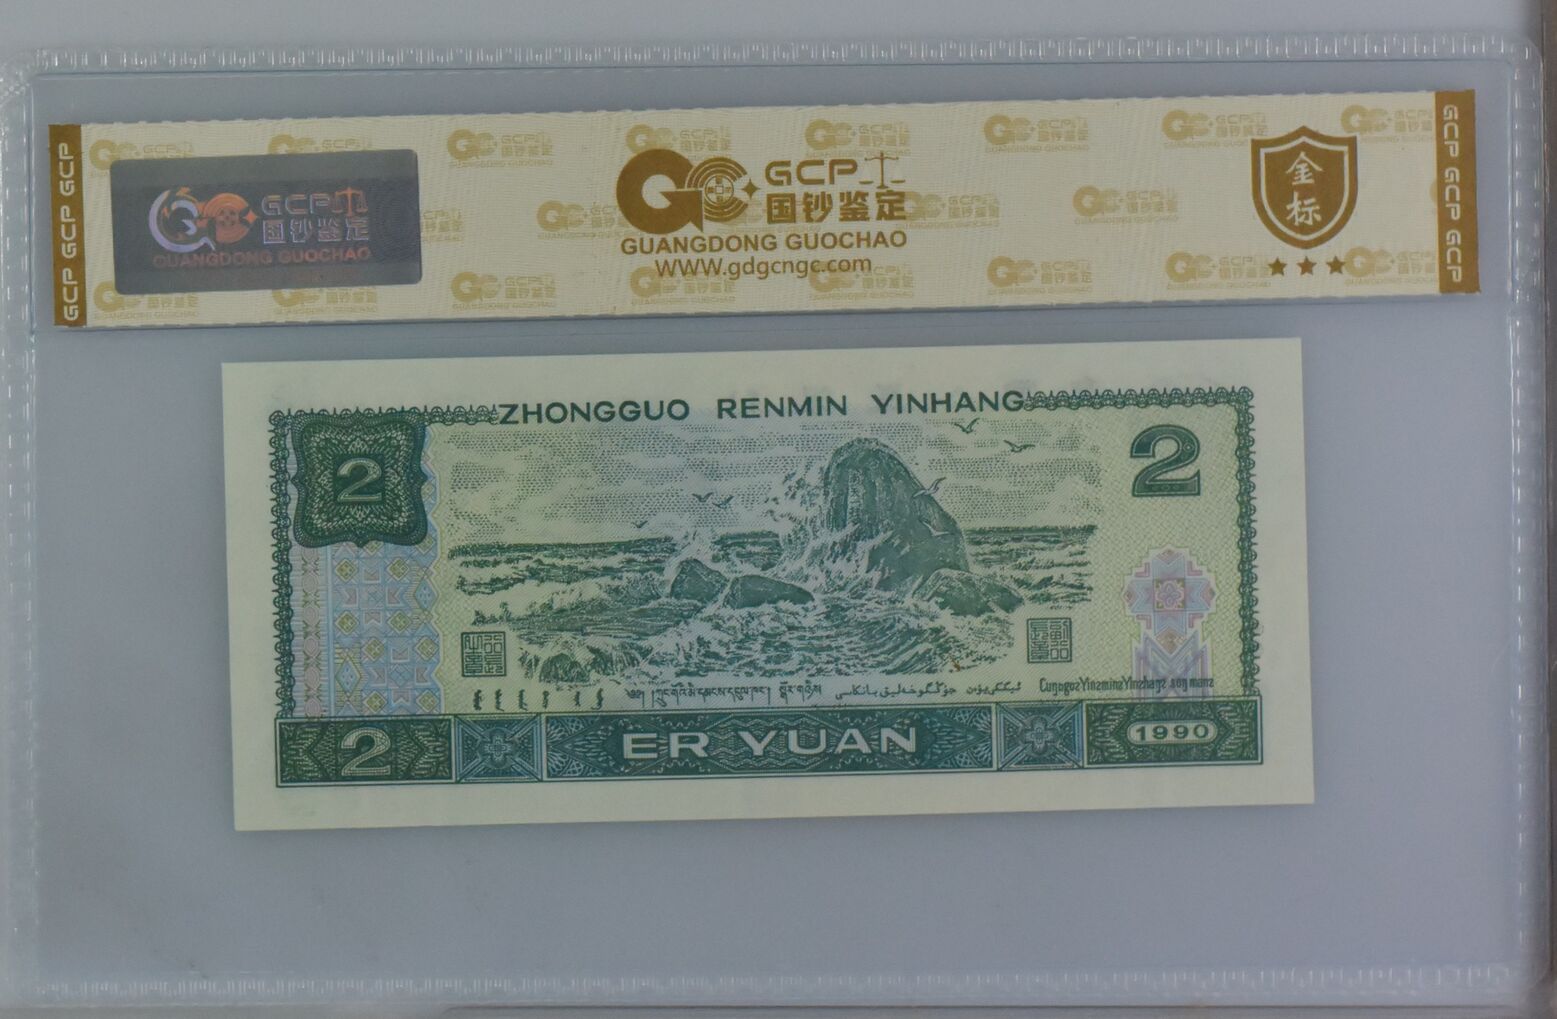 GCP GCP GCP
GCP
国钞鉴定
GUANGDONG GUOCHAO
GCP
国钞鉴定
GUANGDONG GUOCHAO
WWW.gdgcngc.com
金
标
GCP GCP GCP
ZHONGGUO RENMIN YINHANG
2
2
2
ER YUAN
1990